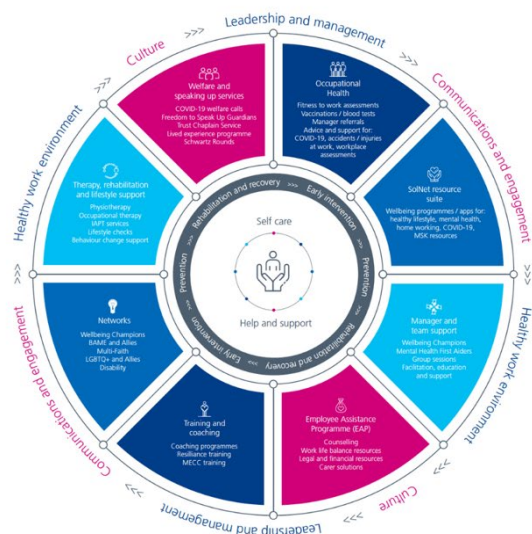 Leadership and management
>>>
Communications and engagement
>>>
Healthy work environment
>>>
Culture
>>>
Leadership and management
>>>
Communications and engagement
>>>
Healthy work environment
>>>
Culture
>>>
Occupational
Health
Fitness to work assessments
Vaccinations / blood tests
Manager referrals
Advice and support for:
COVID-19, accidents / injuries
at work, workplace
assessments
SolNet resource
suite
Wellbeing programmes / apps for:
healthy lifestyle, mental health,
home working, COVID-19,
MSK resources
Manager and
team support
Wellbeing Champions
Mental Health First Aiders
Group sessions
Facilitation, education
and support
Employee Assistance
Programme (EAP)
Counselling
Work life balance resources
Legal and financial resources
Carer solutions
Training and
coaching
Coaching programmes
Resilliance training
MECC training
Networks
Wellbeing Champions
BAME and Allies
Multi-Faith
LGBTQ+ and Allies
Disability
Therapy, rehabilitation
and lifestyle support
Physiotherapy
Occupational therapy
IAPT services
Lifestyle checks
Behaviour change support
Welfare and
speaking up services
COVID-19 welfare calls
Freedom to Speak Up Guardians
Trust Chaplain Service
Lived experience programme
Schwartz Rounds
Early intervention
>>>
Prevention
>>>
Rehabilitation and recovery
>>>
Early intervention
>>>
Prevention
>>>
Rehabilitation and recovery
>>>
Self care
Help and support